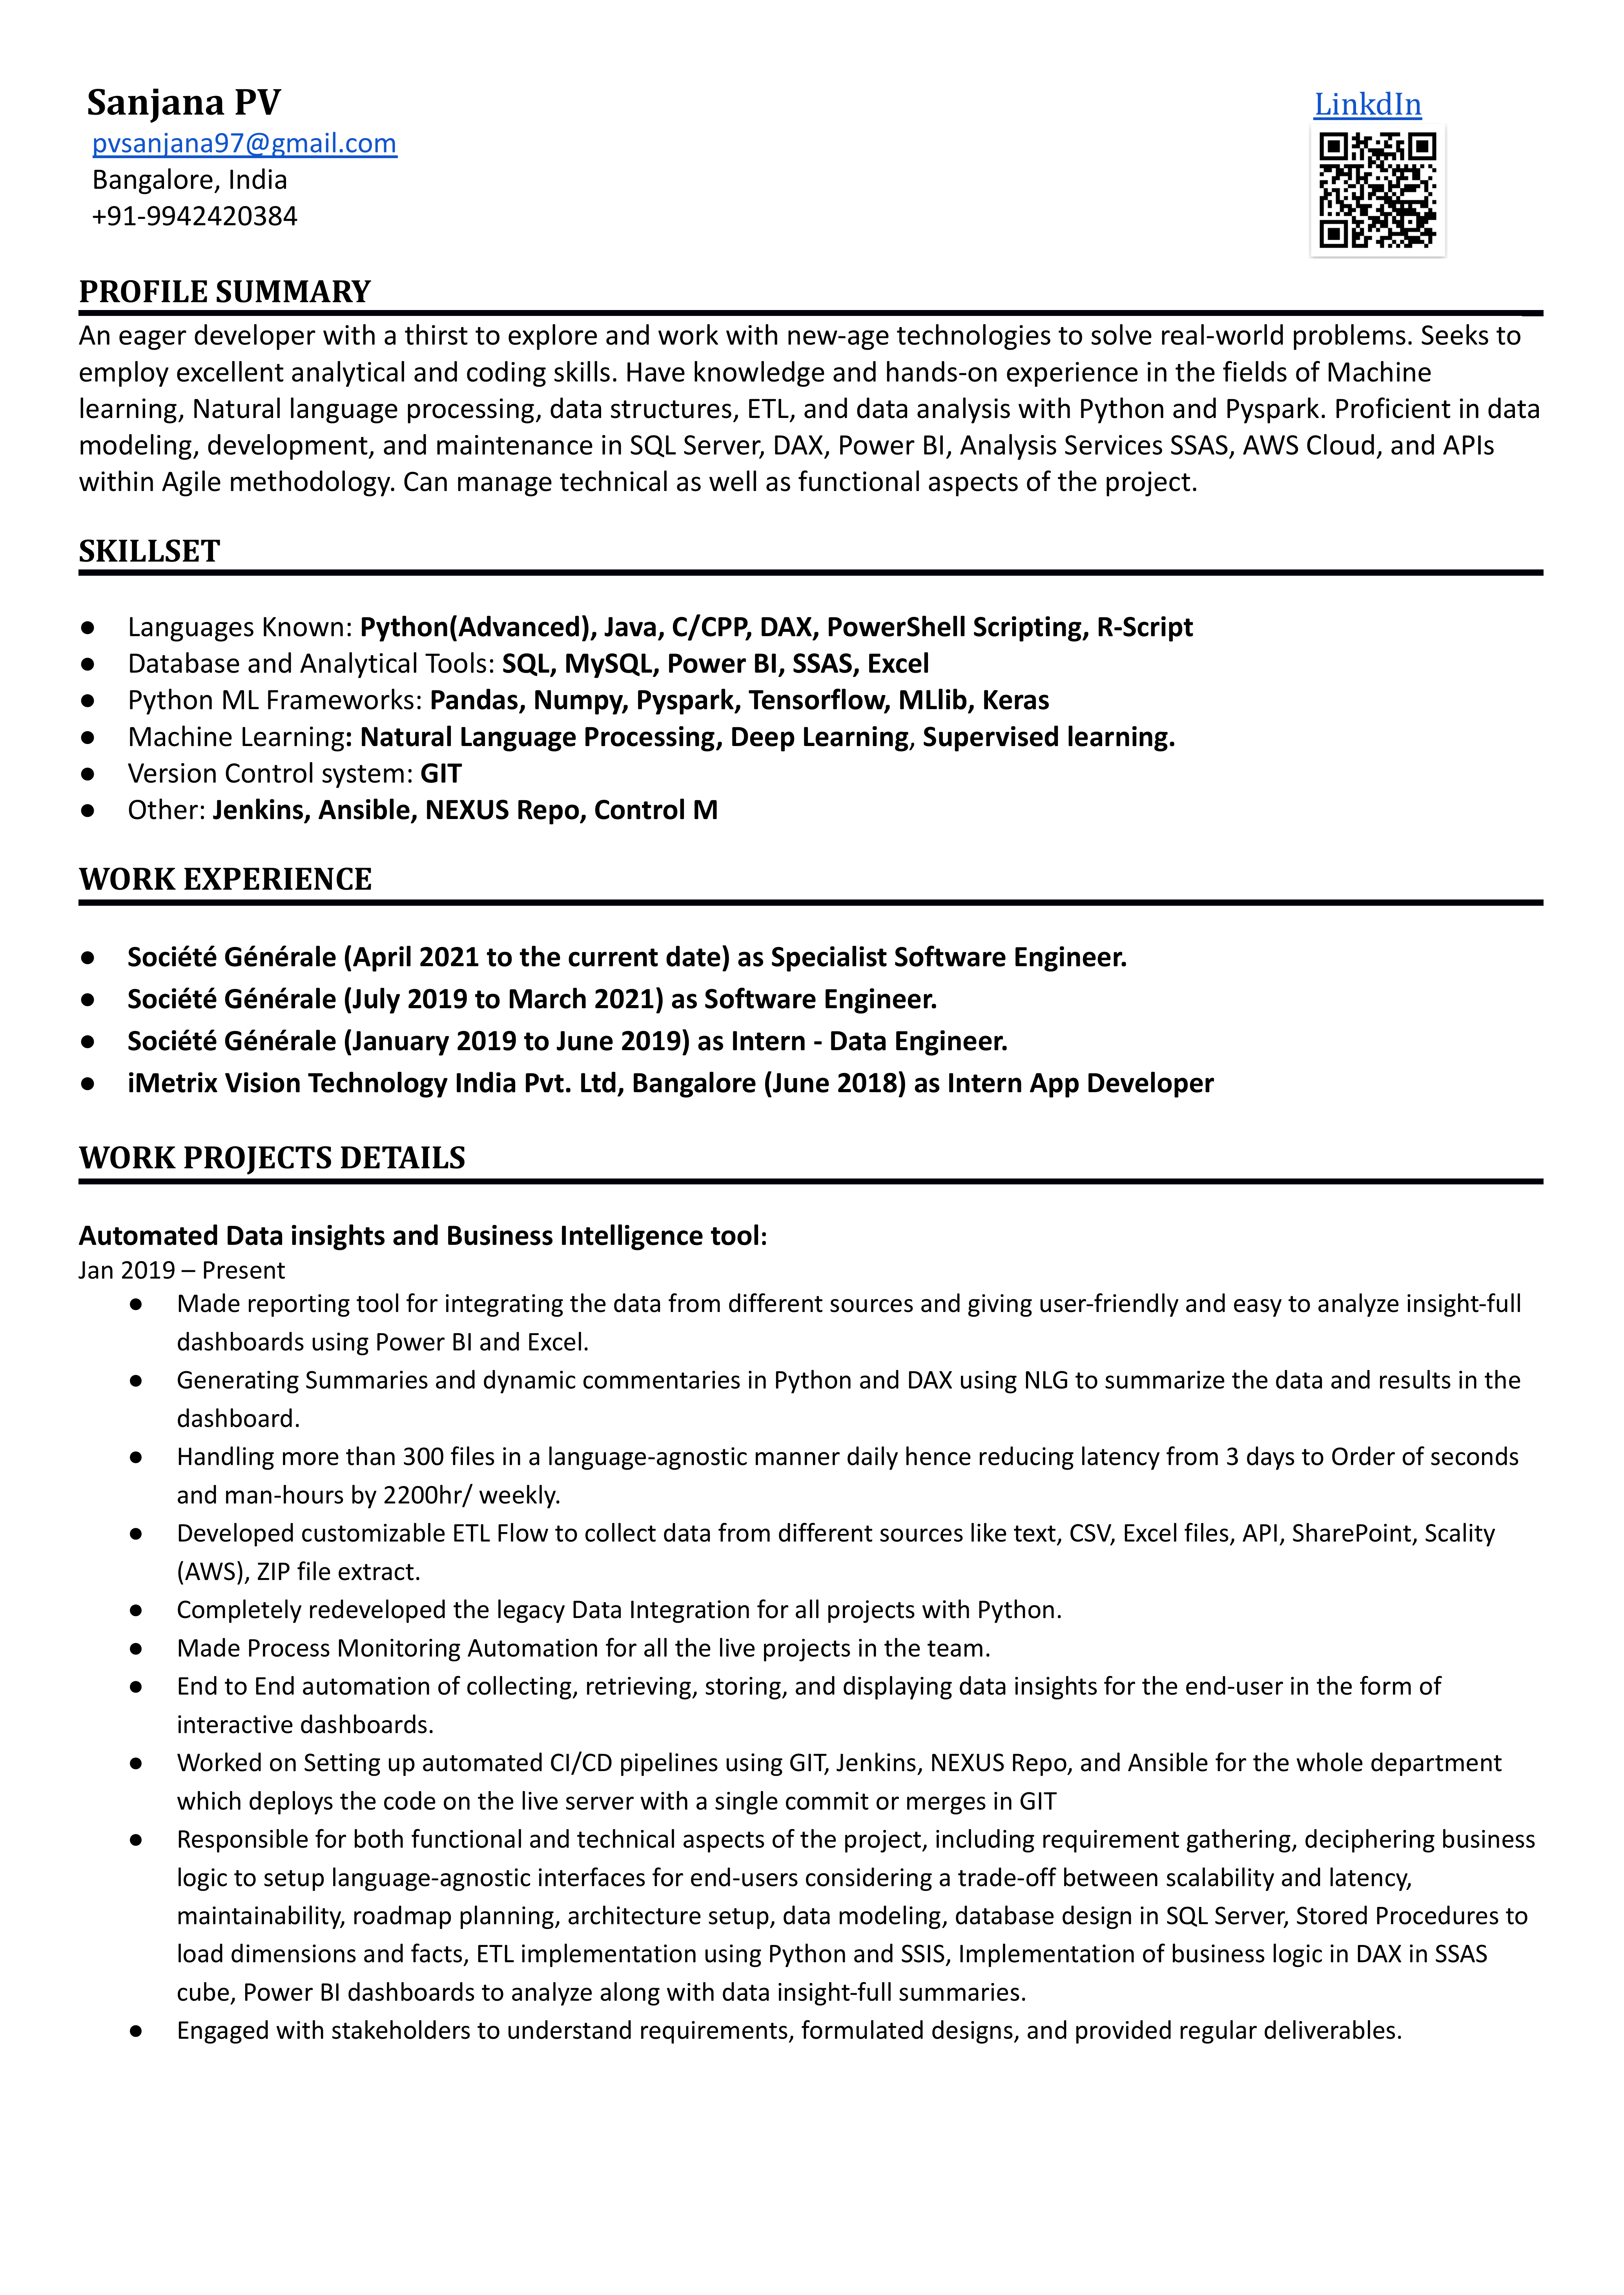 Sanjana PV
LinkdIn
pvsanjana97@gmail.com
Bangalore, India
+91-9942420384
PROFILE SUMMARY
An eager developer with a thirst to explore and work with new-age technologies to solve real-world problems. Seeks to
employ excellent analytical and coding skills. Have knowledge and hands-on experience in the fields of Machine
learning, Natural language processing, data structures, ETL, and data analysis with Python and Pyspark. Proficient in data
modeling, development, and maintenance in SQL Server, DAX, Power BI, Analysis Services SSAS, AWS Cloud, and APIs
within Agile methodology. Can manage technical as well as functional aspects of the project.
SKILLSET
● Languages Known: Python(Advanced), Java, C/CPP, DAX, PowerShell Scripting, R-Script
● Database and Analytical Tools: SQL, MySQL, Power BI, SSAS, Excel
● Python ML Frameworks: Pandas, Numpy, Pyspark, Tensorflow, MLlib, Keras
● Machine Learning: Natural Language Processing, Deep Learning, Supervised learning.
● Version Control system: GIT
● Other: Jenkins, Ansible, NEXUS Repo, Control M
WORK EXPERIENCE
● Société Générale (April 2021 to the current date) as Specialist Software Engineer.
● Société Générale (July 2019 to March 2021) as Software Engineer.
● Société Générale (January 2019 to June 2019) as Intern - Data Engineer.
● iMetrix Vision Technology India Pvt. Ltd, Bangalore (June 2018) as Intern App Developer
WORK PROJECTS DETAILS
Automated Data insights and Business Intelligence tool:
Jan 2019 – Present
● Made reporting tool for integrating the data from different sources and giving user-friendly and easy to analyze insight-full
dashboards using Power BI and Excel.
● Generating Summaries and dynamic commentaries in Python and DAX using NLG to summarize the data and results in the
dashboard.
● Handling more than 300 files in a language-agnostic manner daily hence reducing latency from 3 days to Order of seconds
and man-hours by 2200hr/ weekly.
● Developed customizable ETL Flow to collect data from different sources like text, CSV, Excel files, API, SharePoint, Scality
(AWS), ZIP file extract.
● Completely redeveloped the legacy Data Integration for all projects with Python.
● Made Process Monitoring Automation for all the live projects in the team.
● End to End automation of collecting, retrieving, storing, and displaying data insights for the end-user in the form of
interactive dashboards.
● Worked on Setting up automated CI/CD pipelines using GIT, Jenkins, NEXUS Repo, and Ansible for the whole department
which deploys the code on the live server with a single commit or merges in GIT
● Responsible for both functional and technical aspects of the project, including requirement gathering, deciphering business
logic to setup language-agnostic interfaces for end-users considering a trade-off between scalability and latency,
maintainability, roadmap planning, architecture setup, data modeling, database design in SQL Server, Stored Procedures to
load dimensions and facts, ETL implementation using Python and SSIS, Implementation of business logic in DAX in SSAS
cube, Power BI dashboards to analyze along with data insight-full summaries.
● Engaged with stakeholders to understand requirements, formulated designs, and provided regular deliverables.